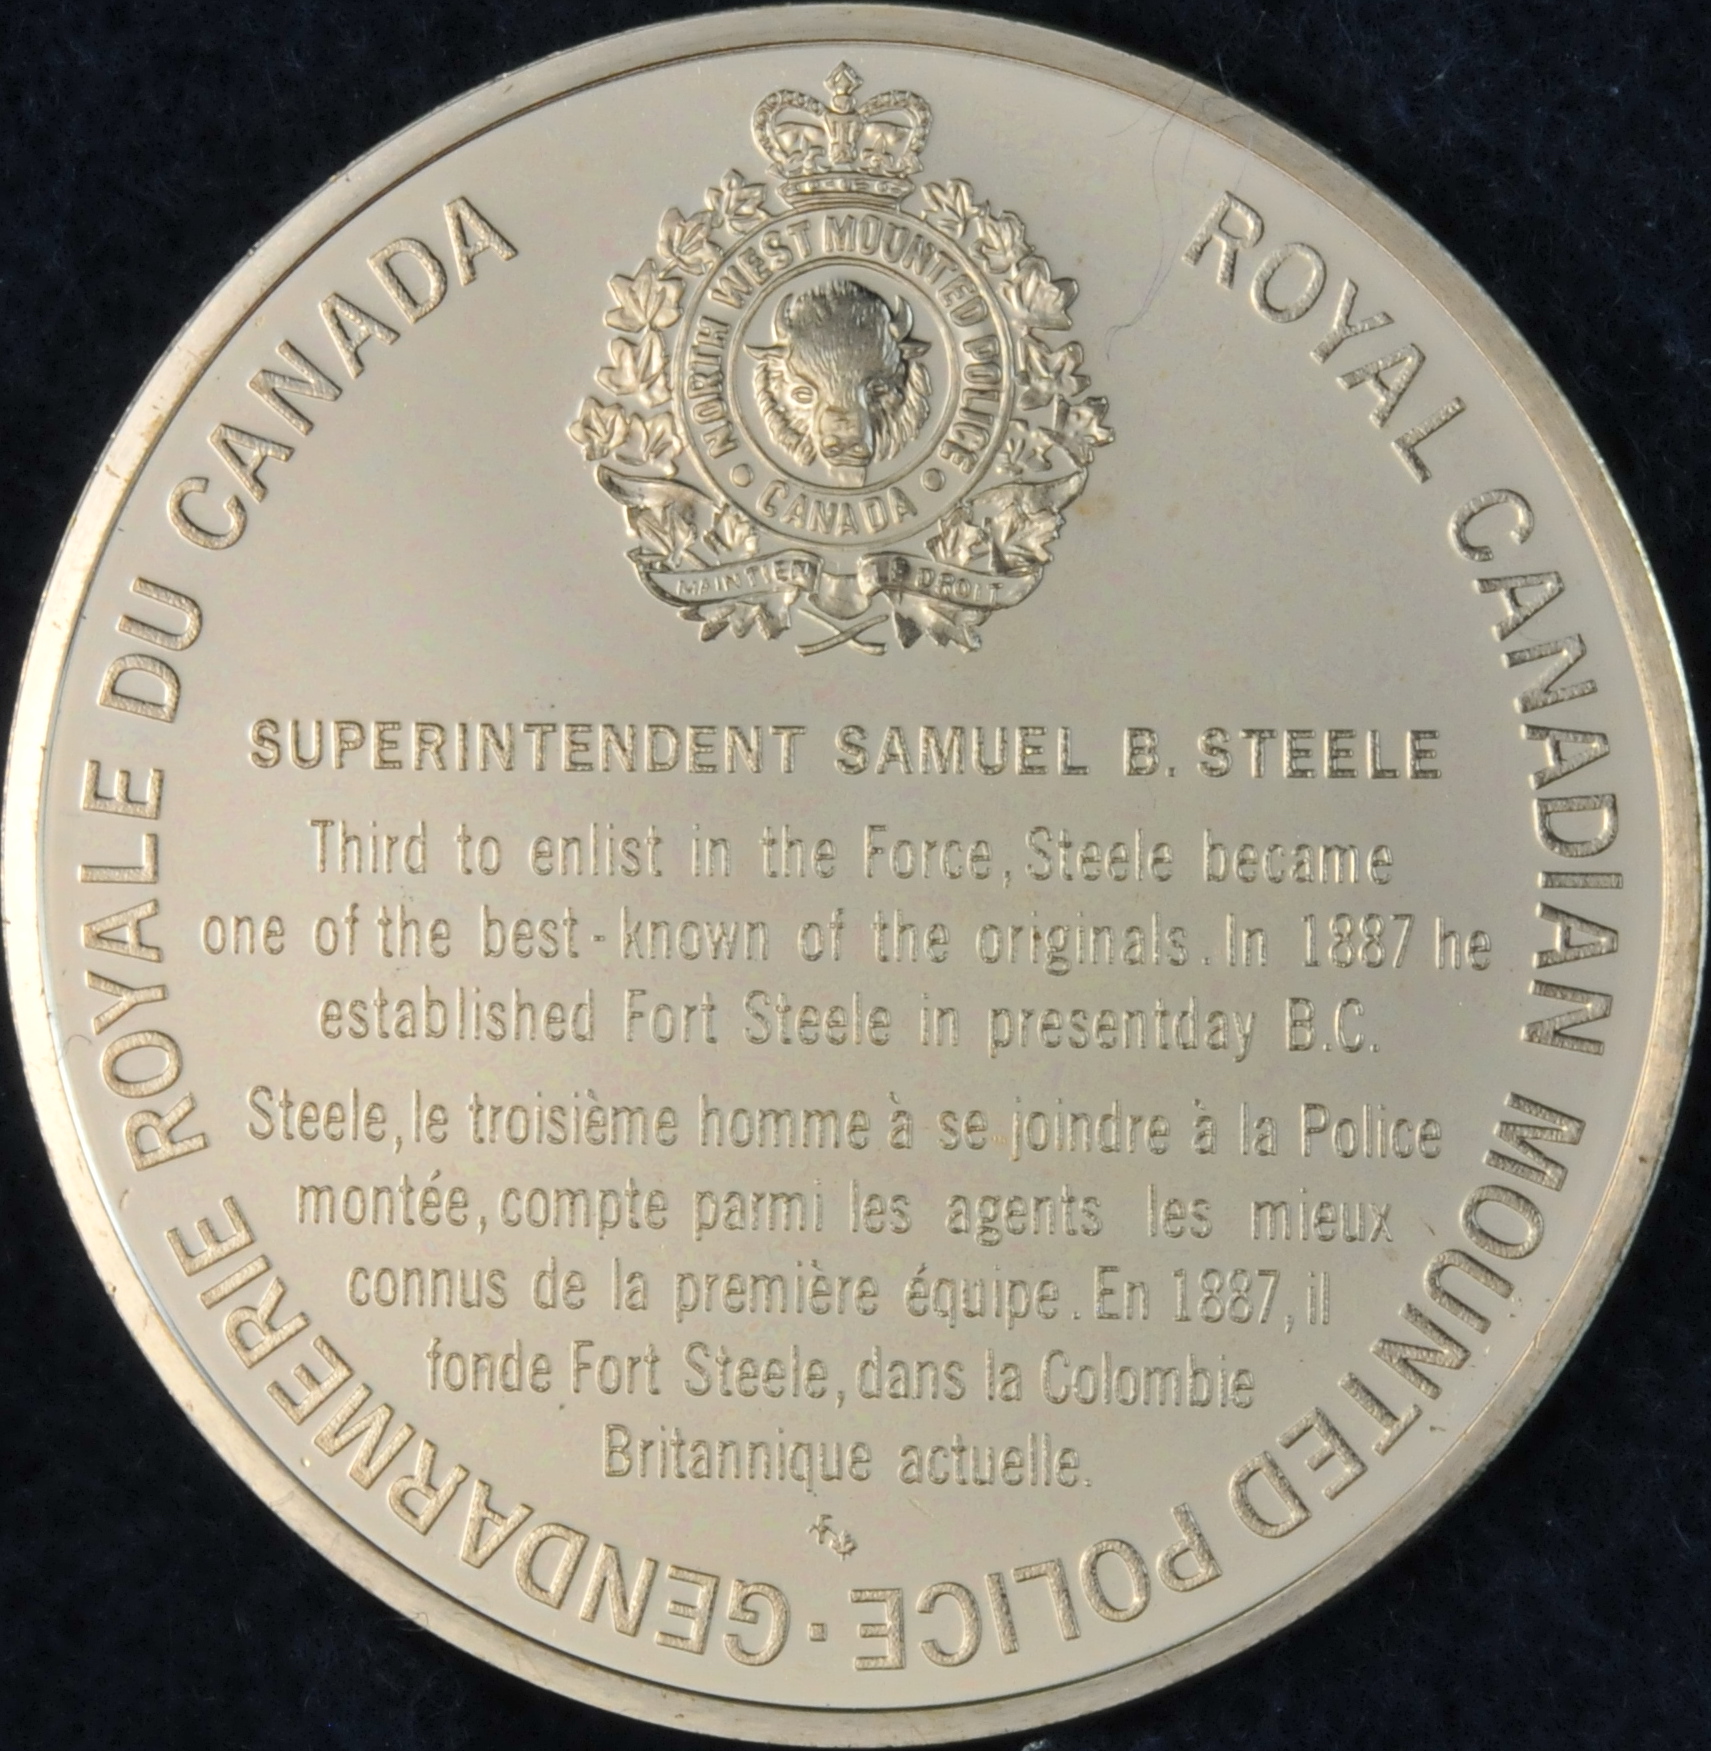 ROYAL CANADIAN MOUNTED POLICE · GENDARMERIE ROYALE DU CANADA
NORTH WEST MOUNTED POLICE
· CANADA ·
MAINTIEN LE DROIT
SUPERINTENDENT SAMUEL B. STEELE
Third to enlist in the Force, Steele became
one of the best-known of the originals. In 1887 he
established Fort Steele in presentday B.C.
Steele, le troisième homme à se joindre à la Police
montée, compte parmi les agents les mieux
connus de la première équipe. En 1887, il
fonde Fort Steele, dans la Colombie
Britannique actuelle.